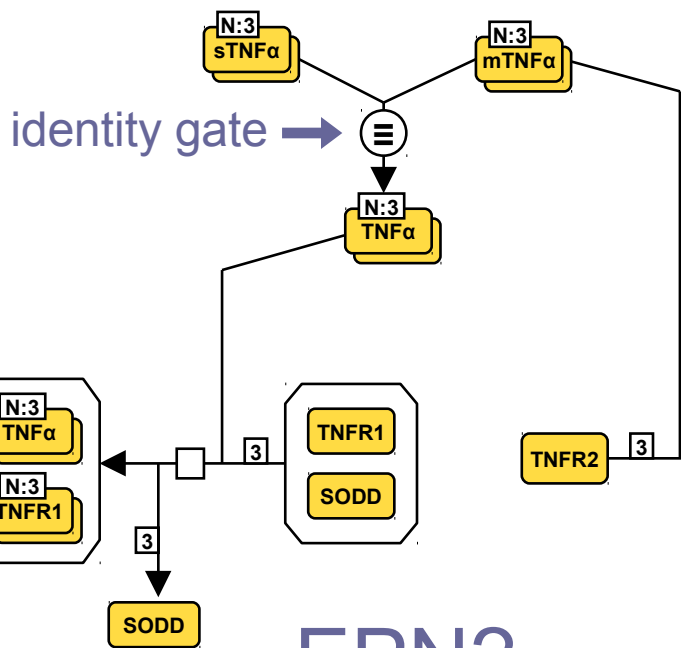 N:3
sTNFα
N:3
mTNFα
identity gate
N:3
TNFα
N:3
TNFα
N:3
TNFR1
3
TNFR1
SODD
TNFR2
3
3
SODD